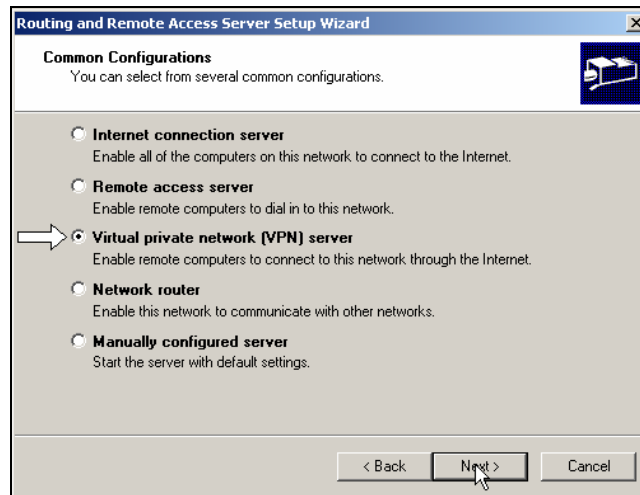 Routing and Remote Access Server Setup Wizard
Common Configurations
You can select from several common configurations.
Internet connection server
Enable all of the computers on this network to connect to the Internet.
Remote access server
Enable remote computers to dial in to this network.
Virtual private network (VPN) server
Enable remote computers to connect to this network through the Internet.
Network router
Enable this network to communicate with other networks.
Manually configured server
Start the server with default settings.
< Back Next > Cancel